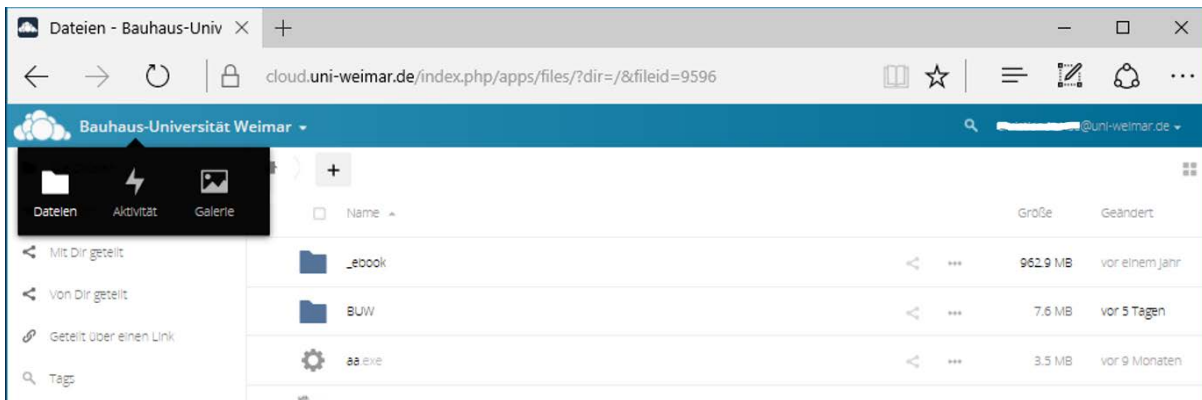 Dateien - Bauhaus-Univ
cloud.uni-weimar.de/index.php/apps/files/?dir=/&fileid=9596
Bauhaus-Universität Weimar
@uni-weimar.de
Dateien Aktivität Galerie
Name Größe Geändert
Mit Dir geteilt
_ebook 962.9 MB vor einem Jahr
Von Dir geteilt
BUW 7.6 MB vor 5 Tagen
Geteilt über einen Link
aa.exe 3.5 MB vor 9 Monaten
Tags